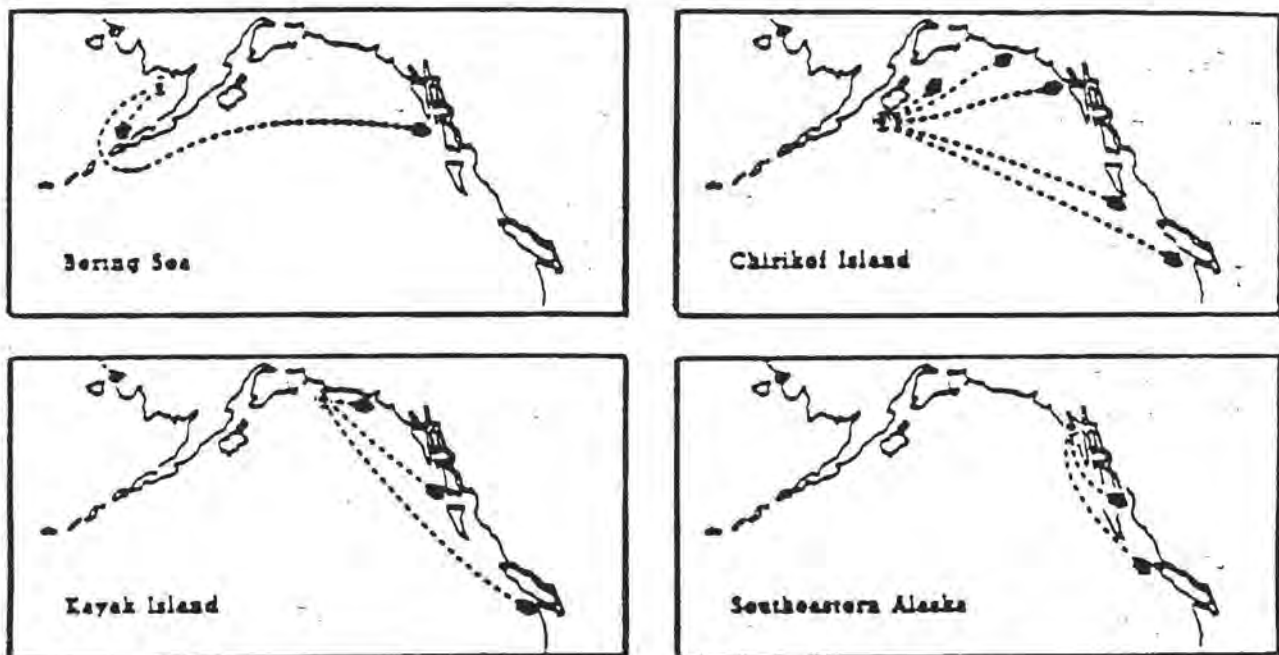 Bering Sea
Chirikof Island
Kayak Island
Southeastern Alaska